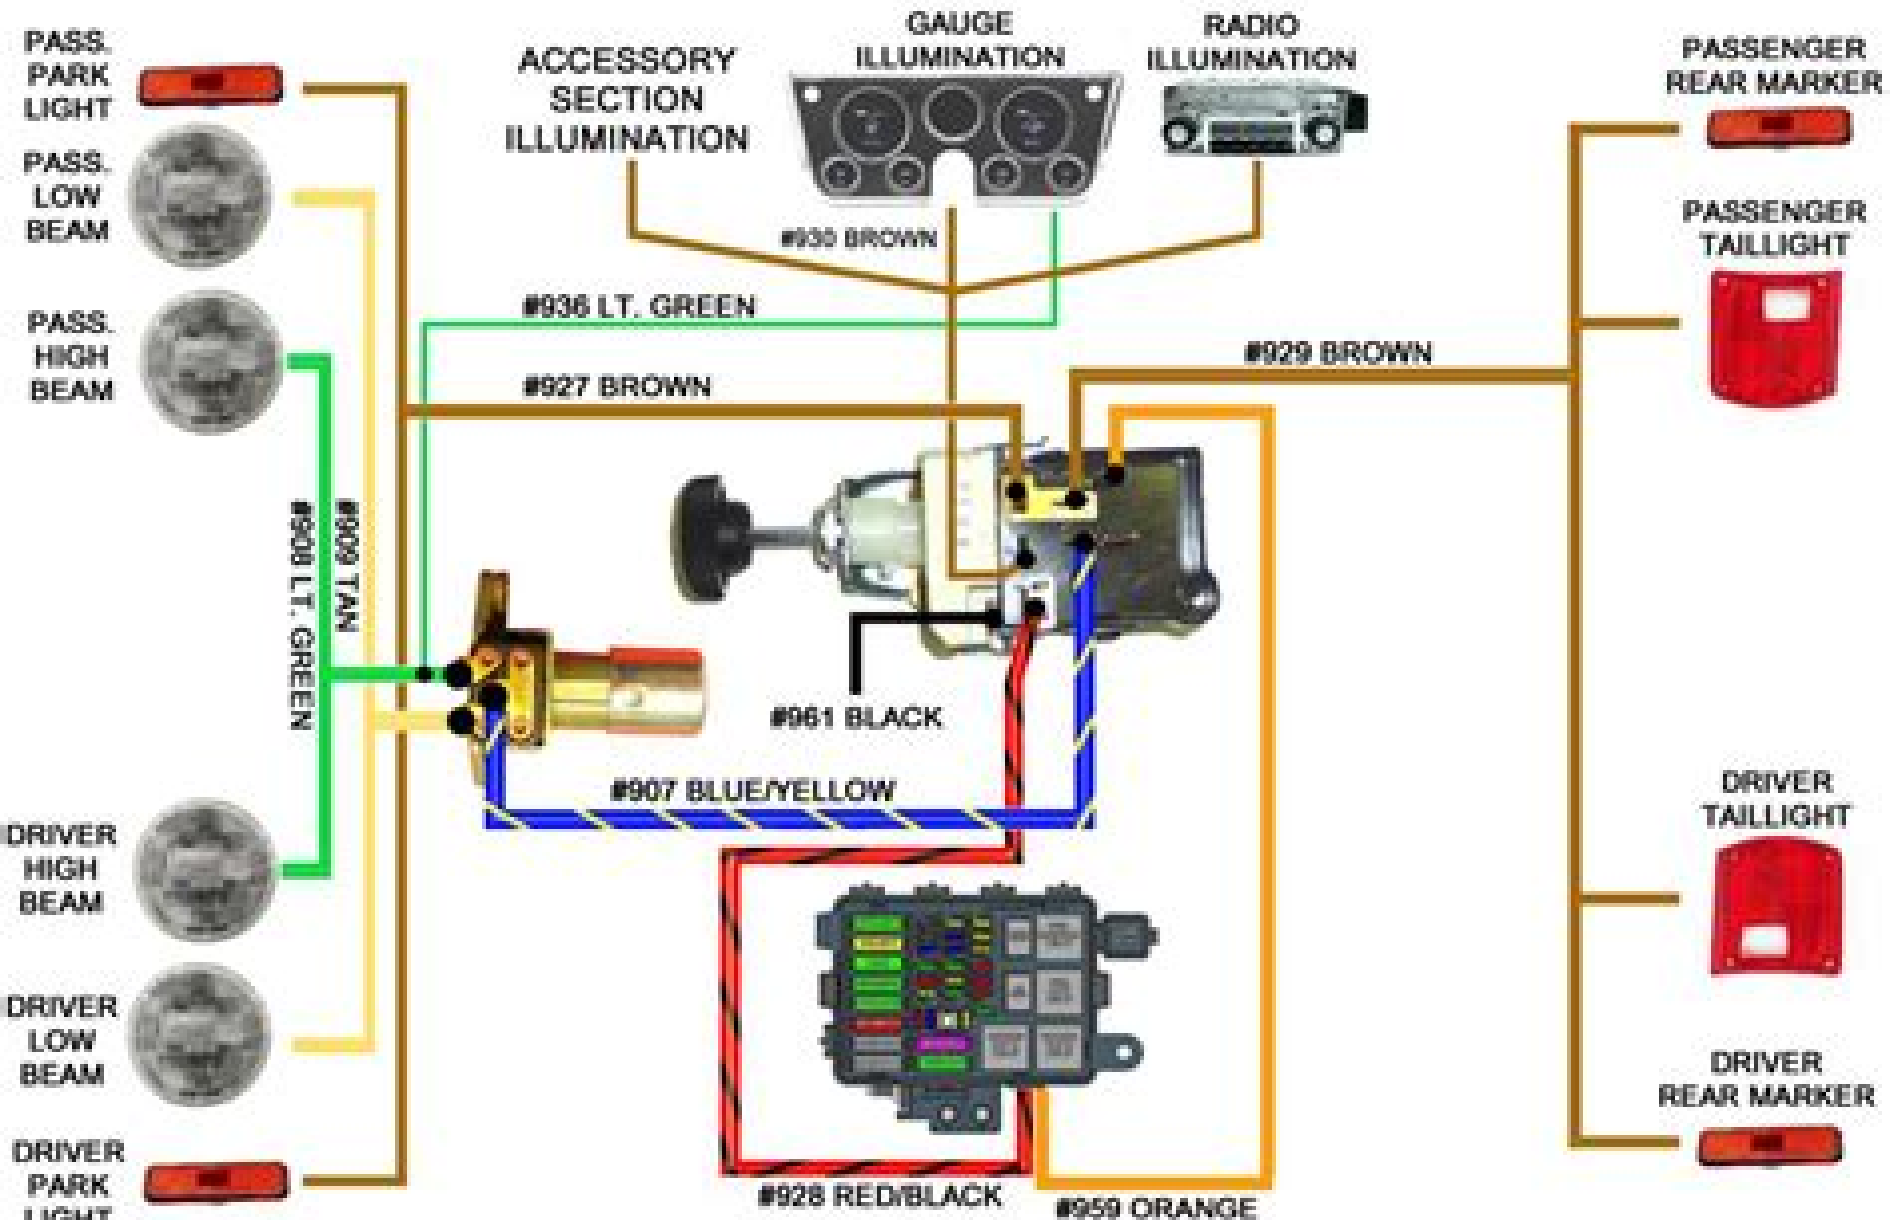 PASS.
PARK
LIGHT
PASS.
LOW
BEAM
PASS.
HIGH
BEAM
ACCESSORY
SECTION
ILLUMINATION
GAUGE
ILLUMINATION
RADIO
ILLUMINATION
PASSENGER
REAR MARKER
PASSENGER
TAILLIGHT
#930 BROWN
#936 LT. GREEN
#927 BROWN
#929 BROWN
#909 TAN
#908 LT. GREEN
#961 BLACK
#907 BLUE/YELLOW
DRIVER
HIGH
BEAM
DRIVER
LOW
BEAM
DRIVER
PARK
LIGHT
DRIVER
TAILLIGHT
DRIVER
REAR MARKER
#928 RED/BLACK
#959 ORANGE